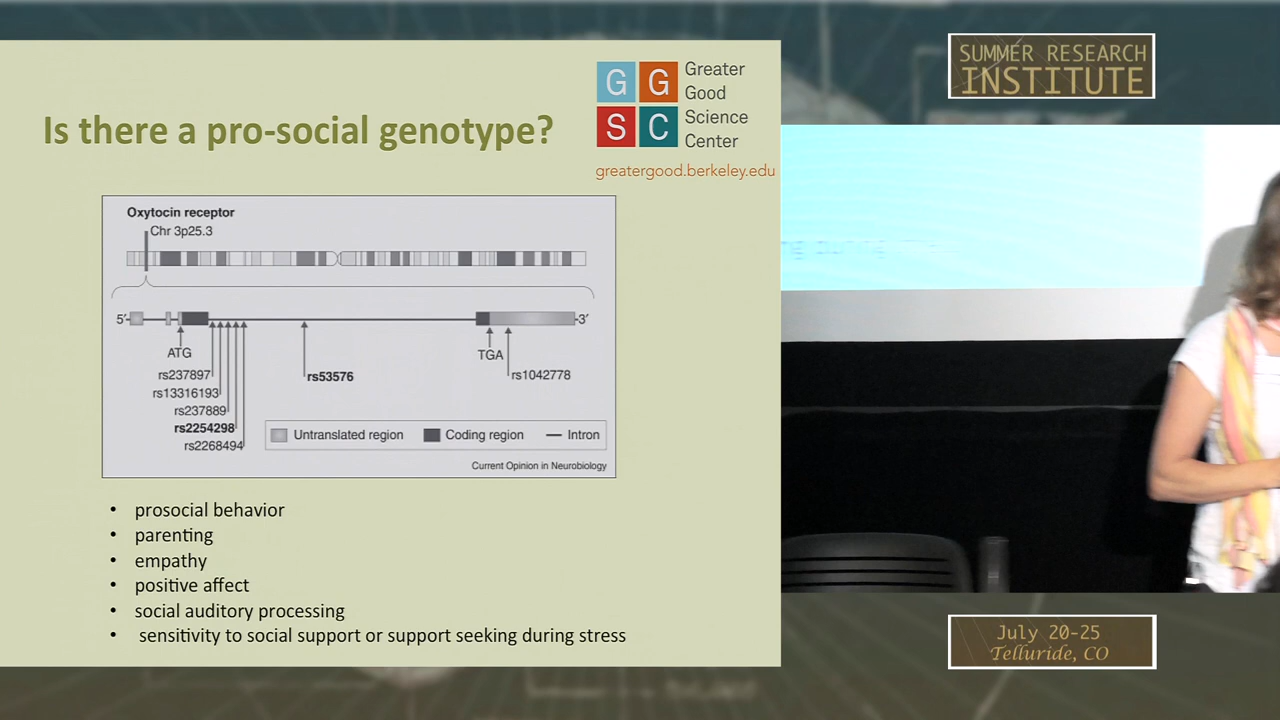 Is there a pro-social genotype?
G G
S C
Greater
Good
Science
Center
greatergood.berkeley.edu
Oxytocin receptor
Chr 3p25.3
5′
3′
ATG
TGA
rs237897
rs13316193
rs237889
rs2254298
rs2268494
rs53576
rs1042778
Untranslated region
Coding region
Intron
Current Opinion in Neurobiology
• prosocial behavior
• parenting
• empathy
• positive affect
• social auditory processing
• sensitivity to social support or support seeking during stress
SUMMER RESEARCH
INSTITUTE
July 20-25
Telluride, CO